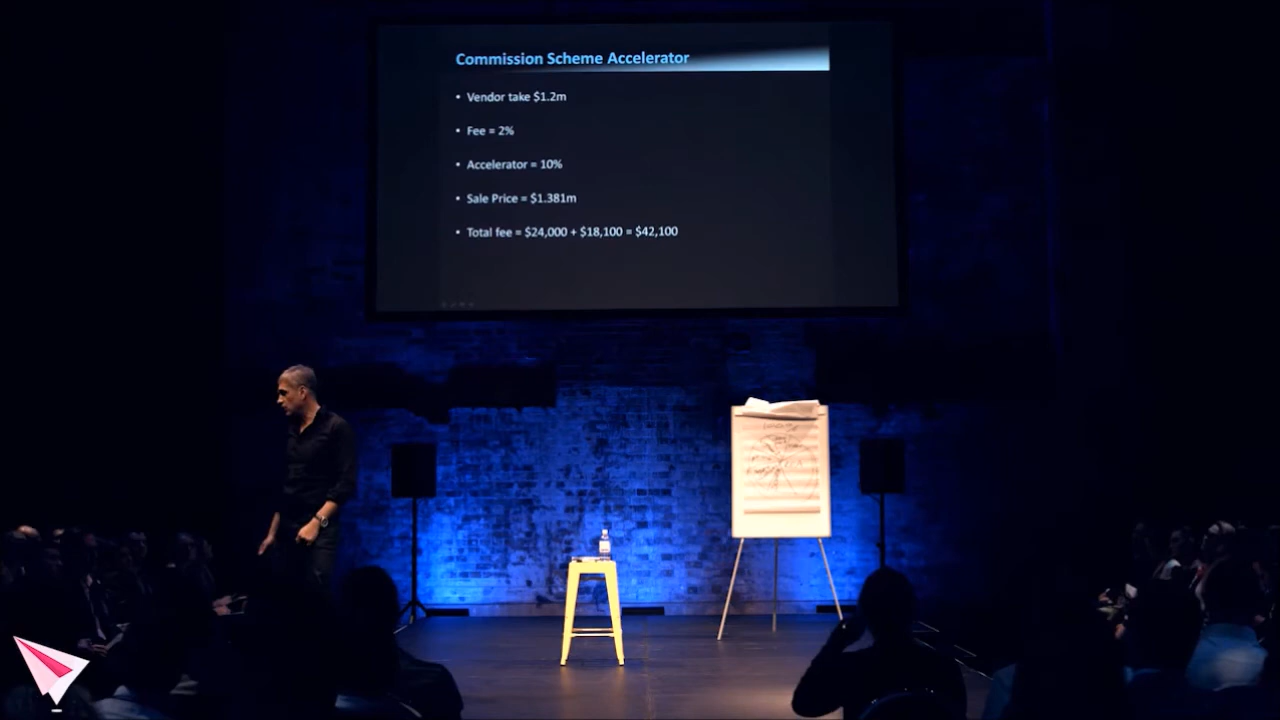 Commission Scheme Accelerator
• Vendor take $1.2m
• Fee = 2%
• Accelerator = 10%
• Sale Price = $1.381m
• Total fee = $24,000 + $18,100 = $42,100